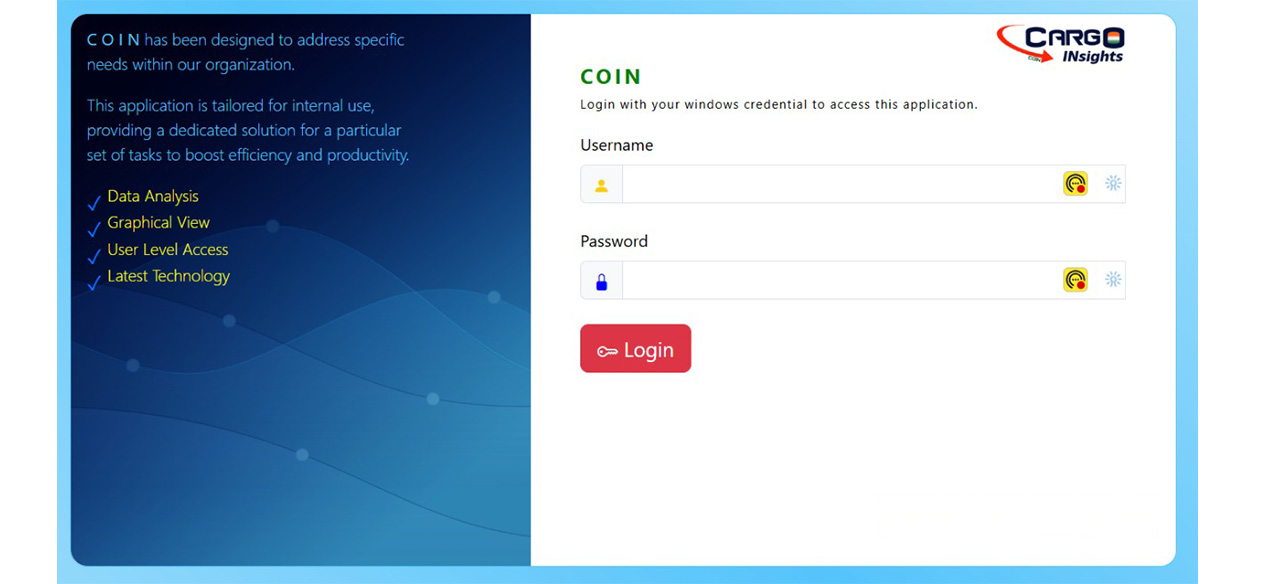 C O I N has been designed to address specific
needs within our organization.
This application is tailored for internal use,
providing a dedicated solution for a particular
set of tasks to boost efficiency and productivity.
Data Analysis
Graphical View
User Level Access
Latest Technology
CARGO
INsights
COIN
COIN
Login with your windows credential to access this application.
Username
Password
Login